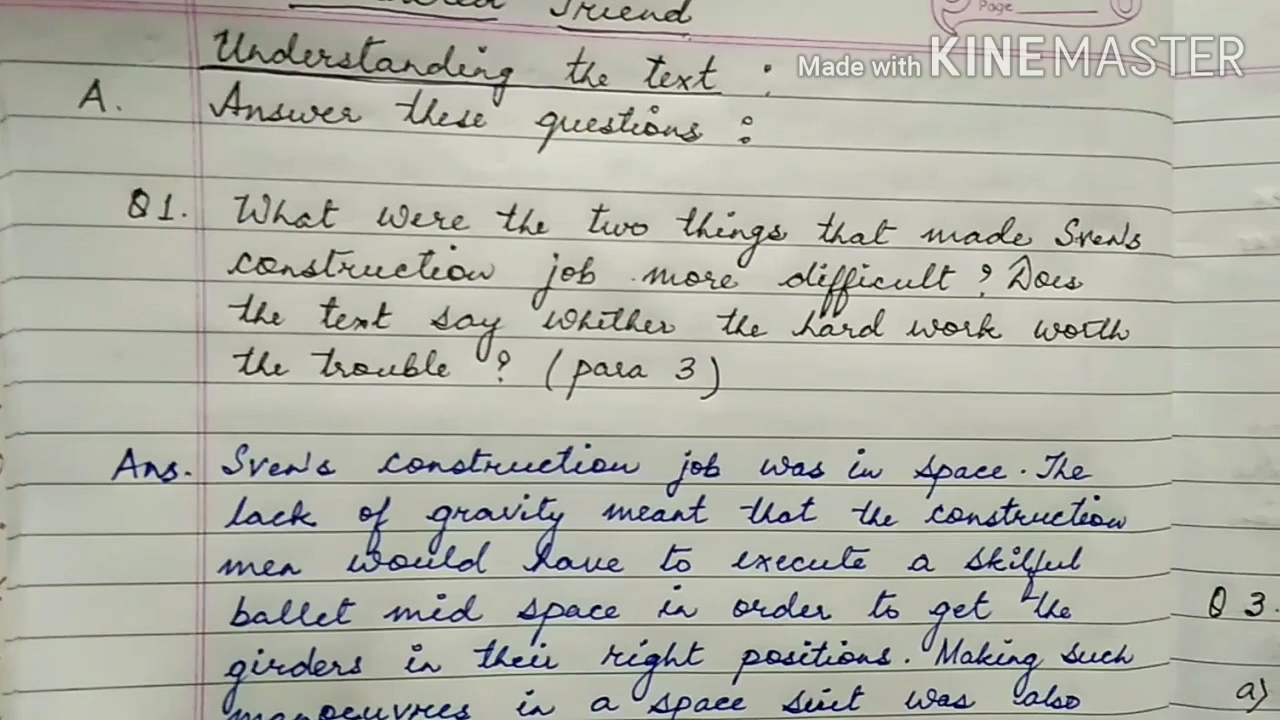 Friend
Page
Made with KINEMASTER
Understanding the text :
A. Answer these questions :
Q1. What were the two things that made Sven's
construction job more difficult? Does
the text say whether the hard work worth
the trouble ? (para 3)
Ans. Sven's construction job was in space. The
lack of gravity meant that the construction
men would have to execute a skilful
ballet mid space in order to get the
girders in their right positions. Making such
manoeuvres in a space suit was also
Q 3.
a)